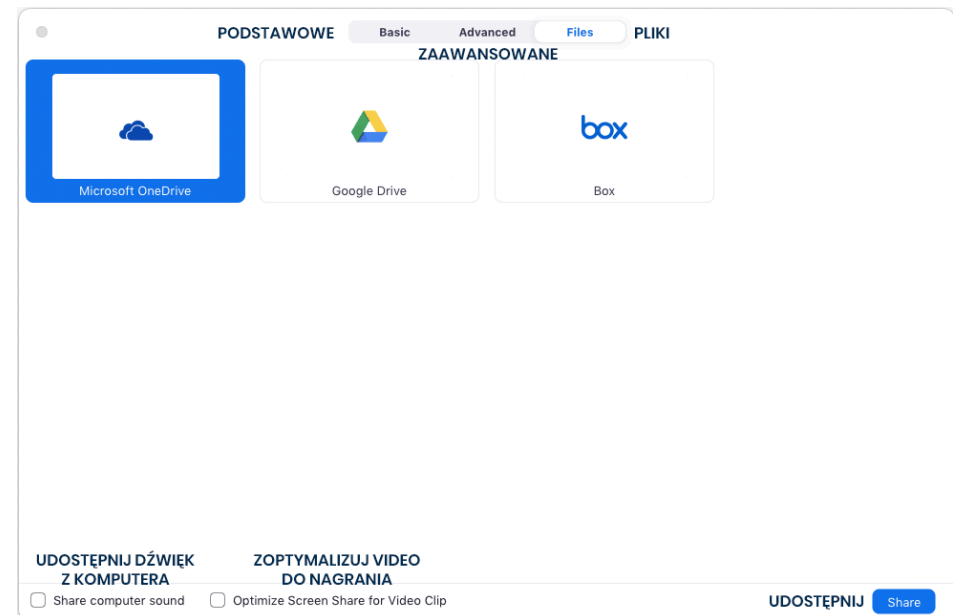 PODSTAWOWE Basic Advanced Files PLIKI
ZAAWANSOWANE
box
Microsoft OneDrive Google Drive Box
UDOSTĘPNIJ DŹWIĘK ZOPTYMALIZUJ VIDEO
Z KOMPUTERA DO NAGRANIA
Share computer sound Optimize Screen Share for Video Clip UDOSTĘPNIJ Share